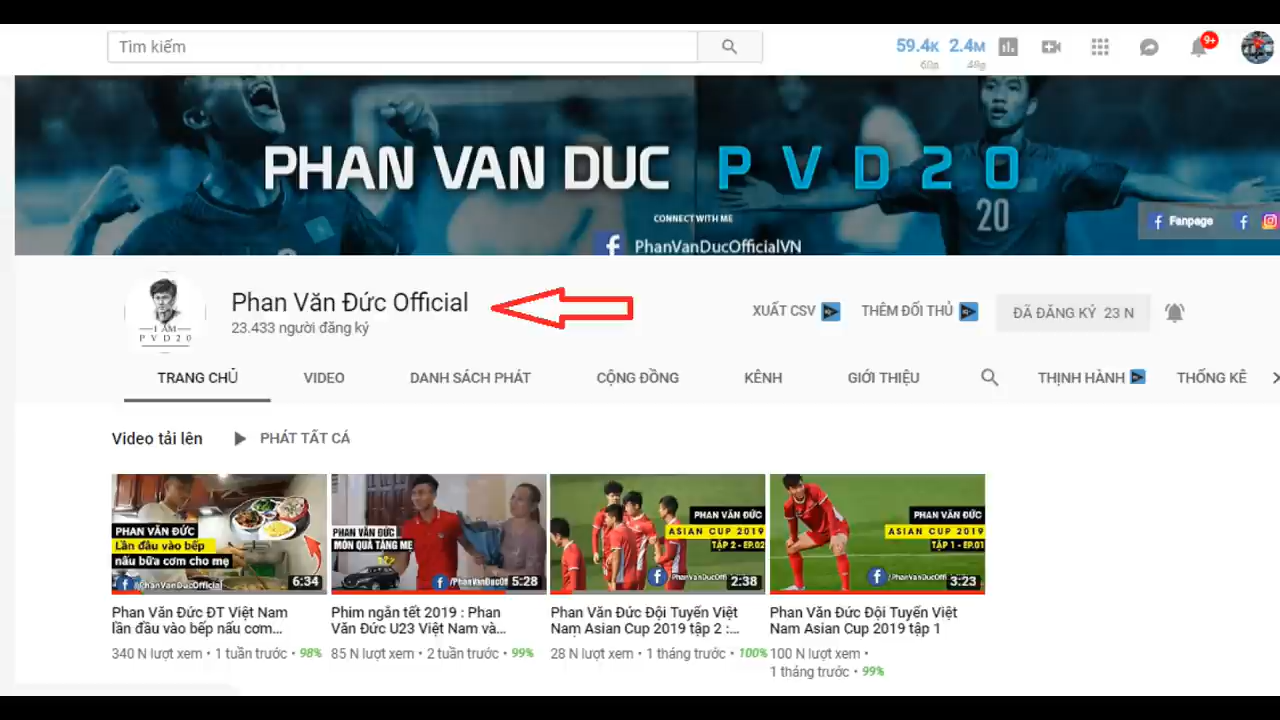 Tìm kiếm
59.4K 2.4M
60p 48g
9+
PHAN VAN DUC PVD20
20
CONNECT WITH ME
Fanpage
PhanVanDucOfficialVN
I AM
PVD20
Phan Văn Đức Official
23.433 người đăng ký
XUẤT CSV
THÊM ĐỐI THỦ
ĐÃ ĐĂNG KÝ 23 N
TRANG CHỦ
VIDEO
DANH SÁCH PHÁT
CỘNG ĐỒNG
KÊNH
GIỚI THIỆU
THỊNH HÀNH
THỐNG KÊ
Video tải lên
PHÁT TẤT CẢ
PHAN VĂN ĐỨC
Lần đầu vào bếp
nấu bữa cơm cho mẹ
/PhanVanDucOfficial
6:34
Phan Văn Đức ĐT Việt Nam
lần đầu vào bếp nấu cơm...
340 N lượt xem • 1 tuần trước • 98%
PHAN VĂN ĐỨC
MÓN QUÀ TẶNG MẸ
/PhanVanDucOff
5:28
Phim ngắn tết 2019 : Phan
Văn Đức U23 Việt Nam và...
85 N lượt xem • 2 tuần trước • 99%
PHAN VĂN ĐỨC
ASIAN CUP 2019
TẬP 2 - EP.02
/PhanVanDucOffi
2:38
Phan Văn Đức Đội Tuyển Việt
Nam Asian Cup 2019 tập 2 :...
28 N lượt xem • 1 tháng trước • 100%
PHAN VĂN ĐỨC
ASIAN CUP 2019
TẬP 1 - EP.01
/PhanVanDucOffi
3:23
Phan Văn Đức Đội Tuyển Việt
Nam Asian Cup 2019 tập 1
100 N lượt xem •
1 tháng trước • 99%